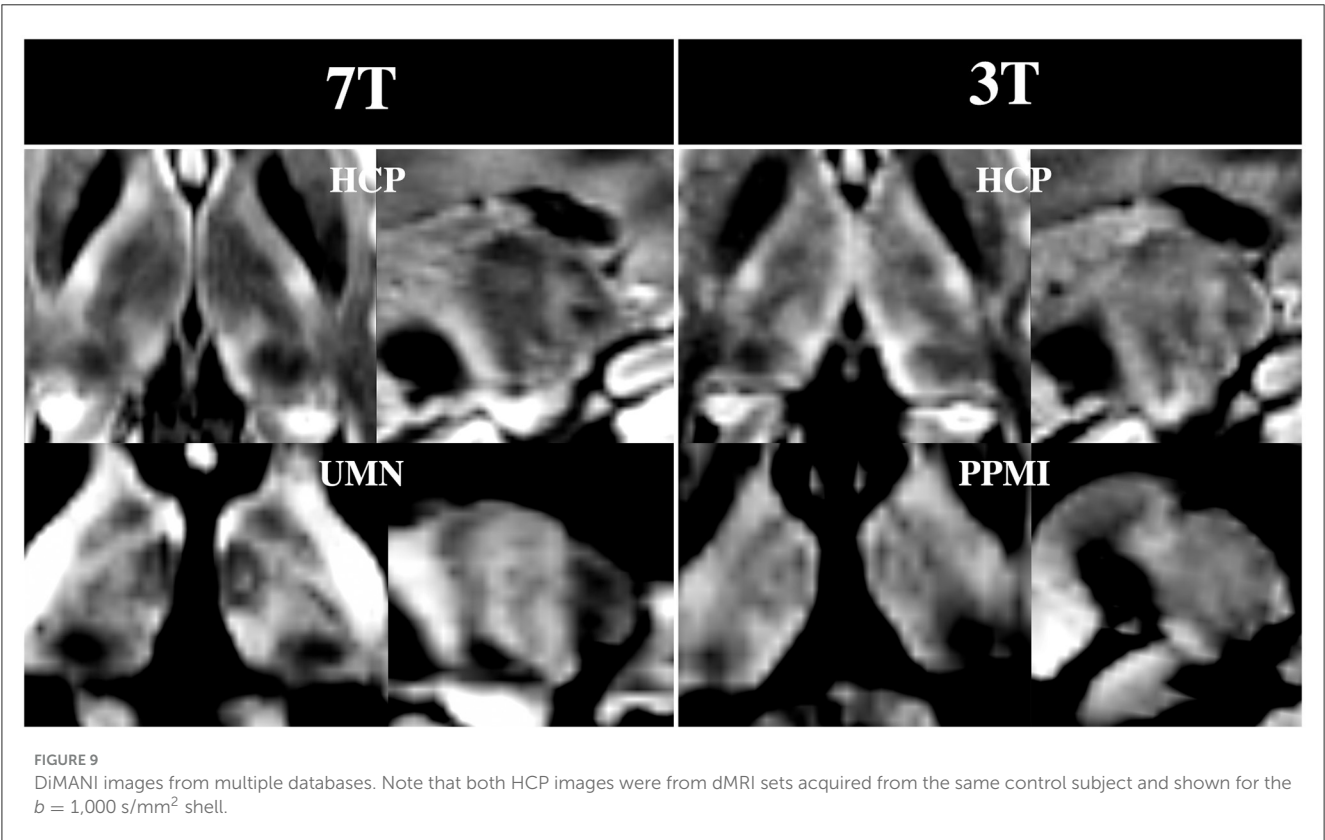 7T
3T
HCP
HCP
UMN
PPMI
FIGURE 9
DiMANI images from multiple databases. Note that both HCP images were from dMRI sets acquired from the same control subject and shown for the
b = 1,000 s/mm² shell.